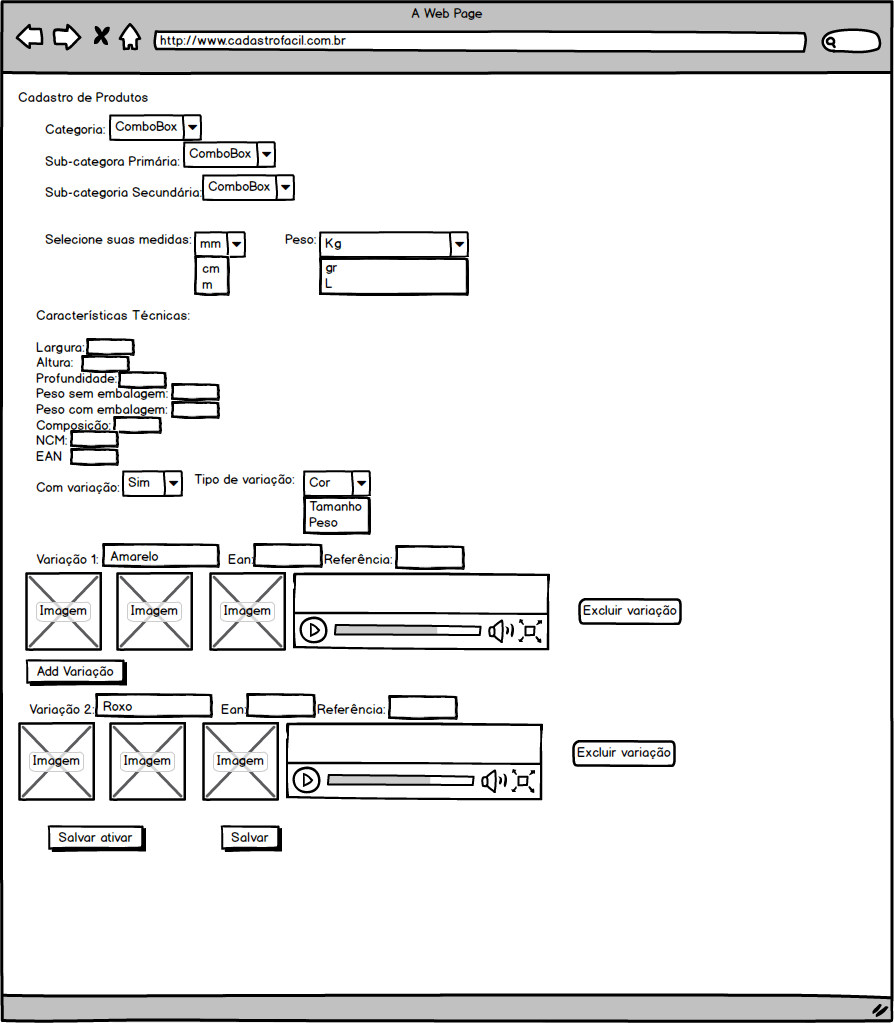 A Web Page
http://www.cadastrofacil.com.br
Cadastro de Produtos
Categoria: ComboBox
Sub-categora Primária: ComboBox
Sub-categoria Secundária: ComboBox
Selecione suas medidas: mm Peso: Kg
cm gr
m L
Características Técnicas:
Largura:
Altura:
Profundidade:
Peso sem embalagem:
Peso com embalagem:
Composição:
NCM:
EAN
Com variação: Sim Tipo de variação: Cor
Tamanho
Peso
Variação 1: Amarelo Ean: Referência:
Imagem Imagem Imagem Excluir variação
Add Variação
Variação 2: Roxo Ean: Referência:
Imagem Imagem Imagem Excluir variação
Salvar ativar Salvar